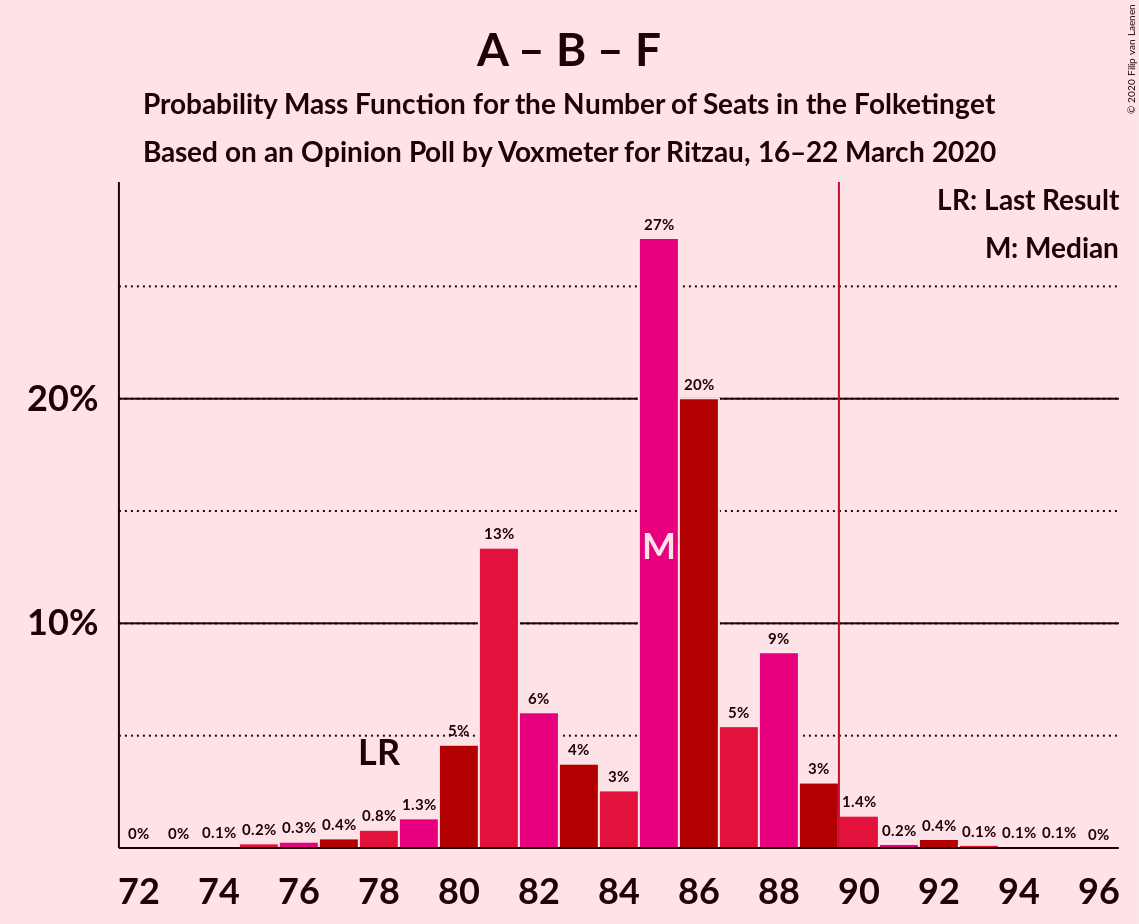 A – B – F
Probability Mass Function for the Number of Seats in the Folketinget
Based on an Opinion Poll by Voxmeter for Ritzau, 16–22 March 2020
© 2020 Filip van Laenen
LR: Last Result
M: Median
20%
10%
0% 0% 0.1% 0.2% 0.3% 0.4% 0.8% 1.3% 5% 13% 6% 4% 3% 27% 20% 5% 9% 3% 1.4% 0.2% 0.4% 0.1% 0.1% 0.1% 0%
LR
M
72 74 76 78 80 82 84 86 88 90 92 94 96